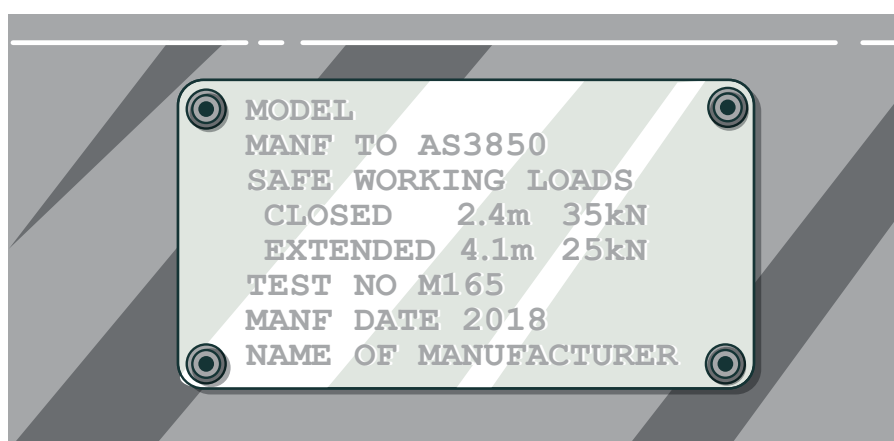 MODEL
MANF TO AS3850
SAFE WORKING LOADS
CLOSED 2.4m 35kN
EXTENDED 4.1m 25kN
TEST NO M165
MANF DATE 2018
NAME OF MANUFACTURER